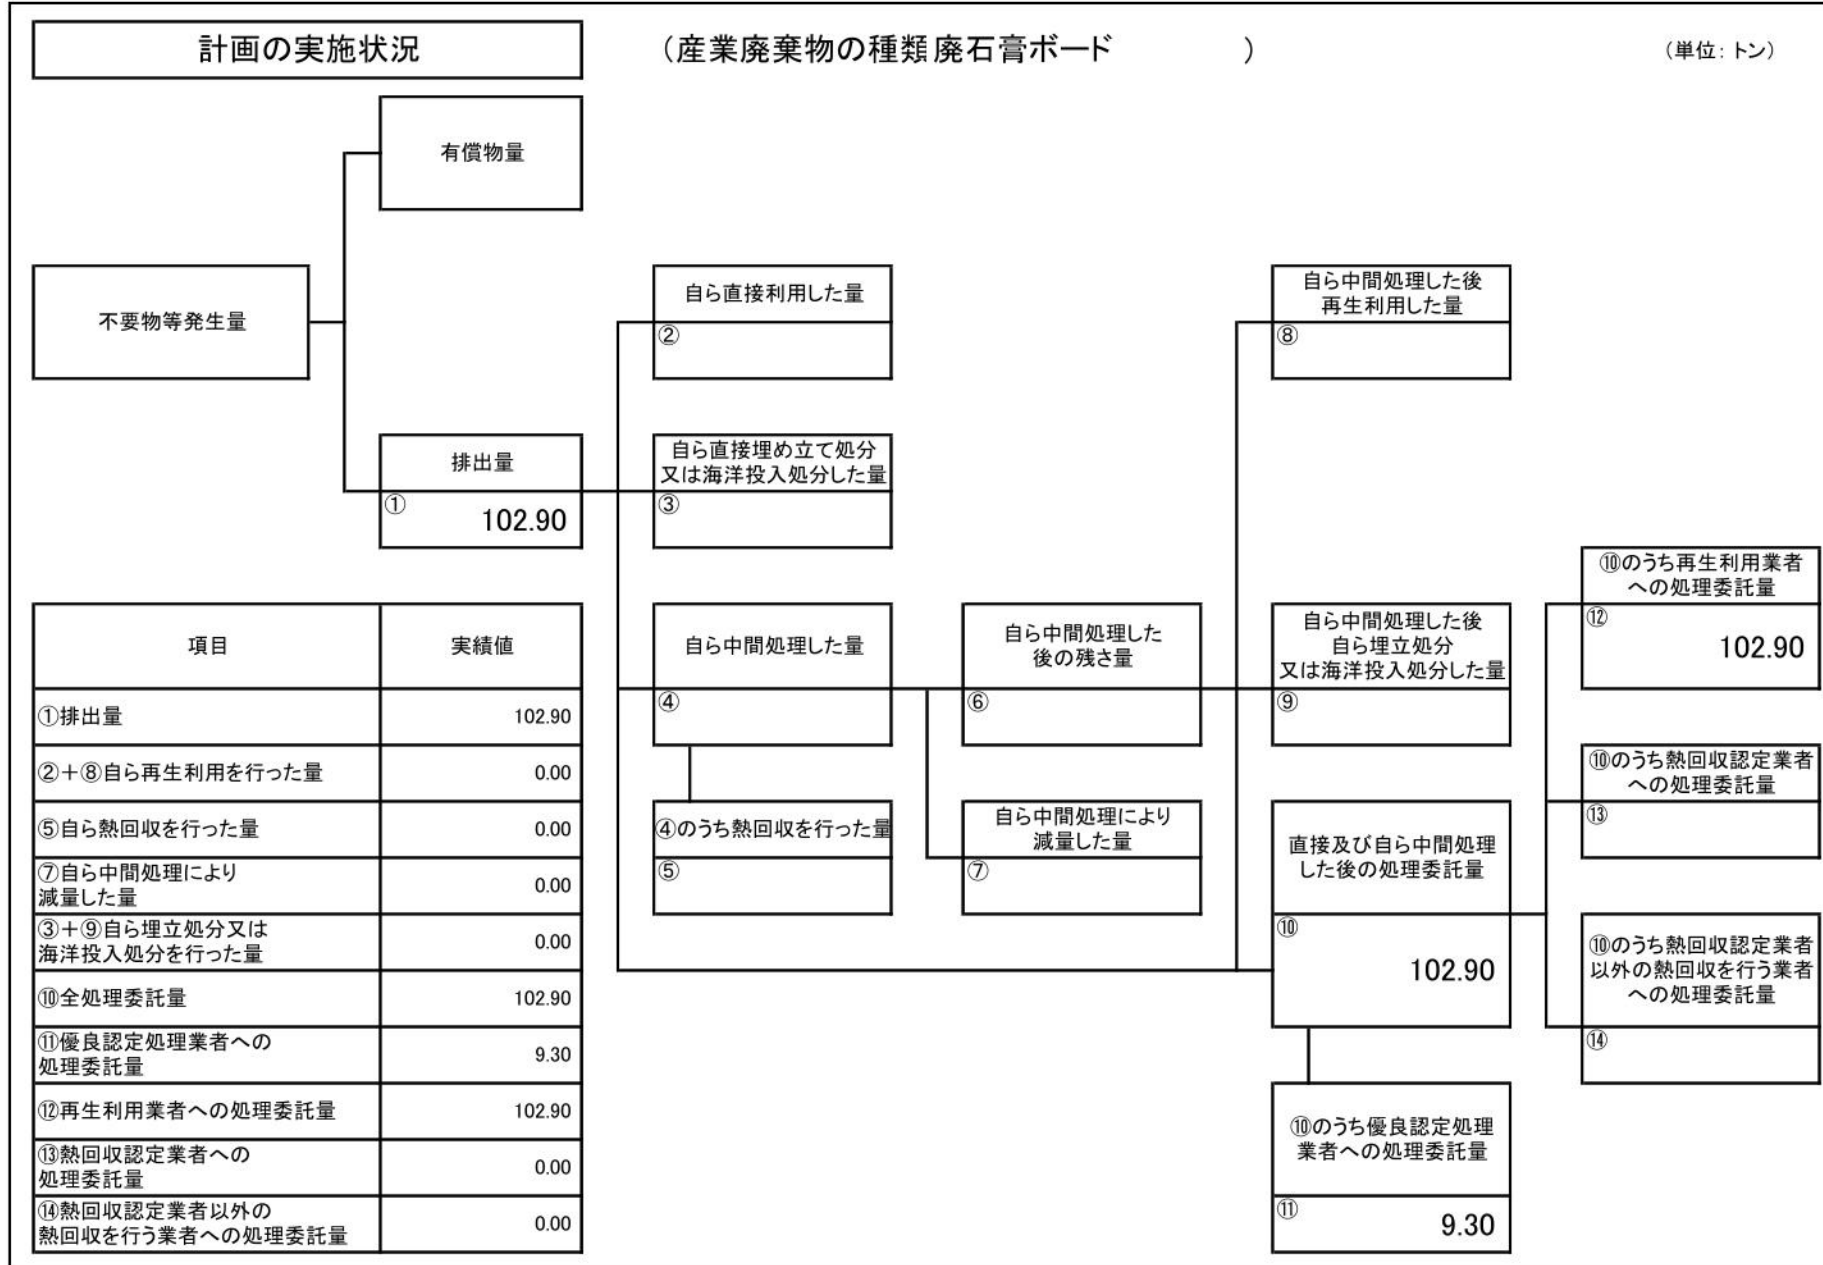 計画の実施状況
(産業廃棄物の種類 廃石膏ボード )
(単位:トン)
有償物量
不要物等発生量
自ら直接利用した量
②
自ら中間処理した後
再生利用した量
⑧
排出量
① 102.90
自ら直接埋め立て処分
又は海洋投入処分した量
③
⑩のうち再生利用業者
への処理委託量
⑫
102.90
自ら中間処理した量
④
自ら中間処理した
後の残さ量
⑥
自ら中間処理した後
自ら埋立処分
又は海洋投入処分した量
⑨
⑩のうち熱回収認定業者
への処理委託量
⑬
④のうち熱回収を行った量
⑤
自ら中間処理により
減量した量
⑦
直接及び自ら中間処理
した後の処理委託量
⑩
102.90
⑩のうち熱回収認定業者
以外の熱回収を行う業者
への処理委託量
⑭
⑩のうち優良認定処理
業者への処理委託量
⑪
9.30
項目 実績値
①排出量 102.90
②+⑧自ら再生利用を行った量 0.00
⑤自ら熱回収を行った量 0.00
⑦自ら中間処理により
減量した量 0.00
③+⑨自ら埋立処分又は
海洋投入処分を行った量 0.00
⑩全処理委託量 102.90
⑪優良認定処理業者への
処理委託量 9.30
⑫再生利用業者への処理委託量 102.90
⑬熱回収認定業者への
処理委託量 0.00
⑭熱回収認定業者以外の
熱回収を行う業者への処理委託量 0.00